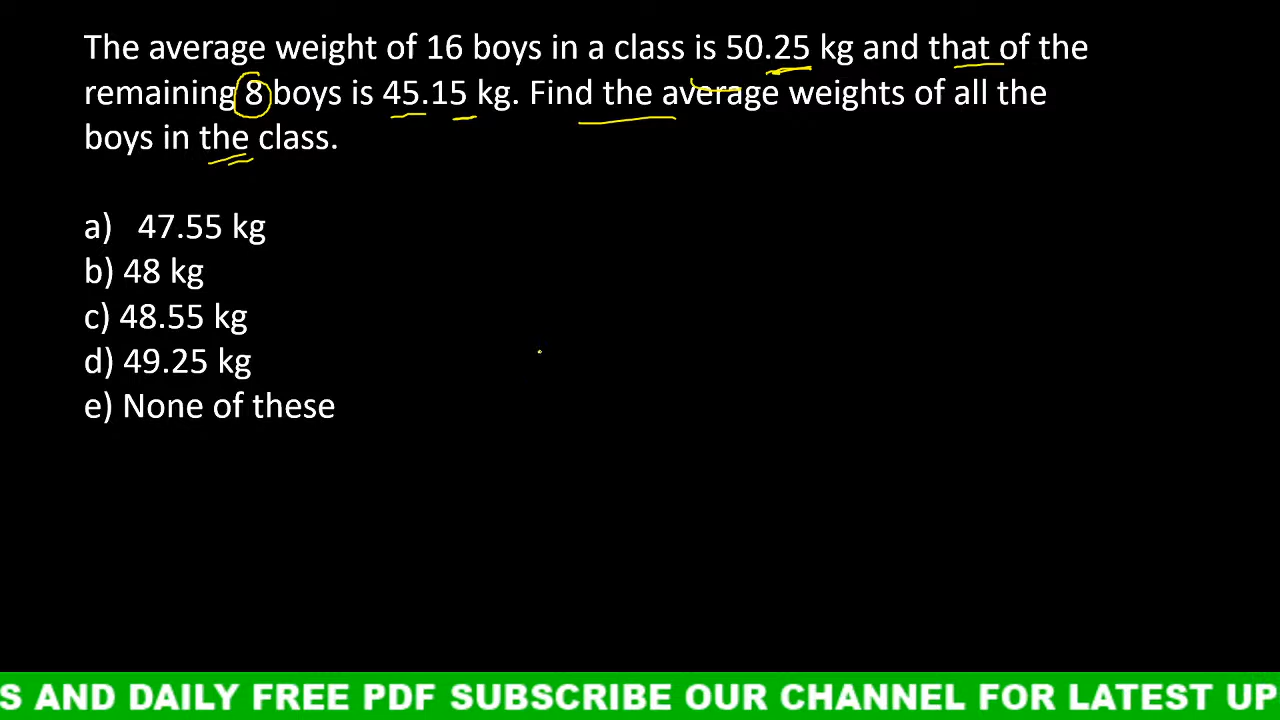 The average weight of 16 boys in a class is 50.25 kg and that of the
remaining 8 boys is 45.15 kg. Find the average weights of all the
boys in the class.
a) 47.55 kg
b) 48 kg
c) 48.55 kg
d) 49.25 kg
e) None of these
S AND DAILY FREE PDF SUBSCRIBE OUR CHANNEL FOR LATEST UP